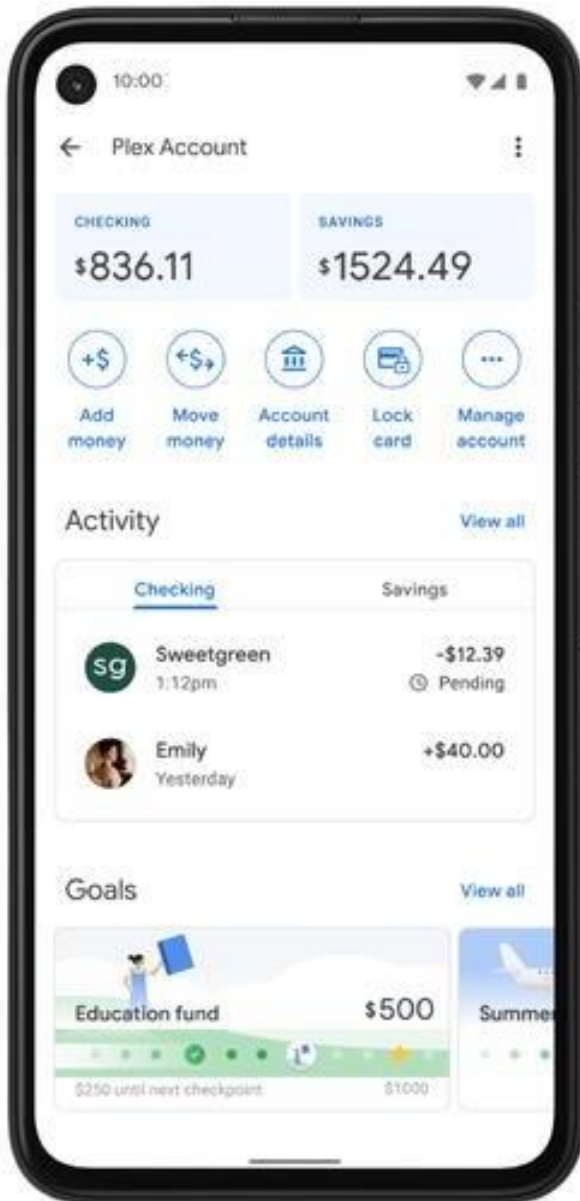 10:00
Plex Account
CHECKING
$836.11
SAVINGS
$1524.49
+$
$
Add money
Move money
Account details
Lock card
Manage account
Activity
View all
Checking
Savings
sg
Sweetgreen
-$12.39
1:12pm
Pending
Emily
+$40.00
Yesterday
Goals
View all
Education fund
$500
Summe
$250 until next checkpoint
$1000